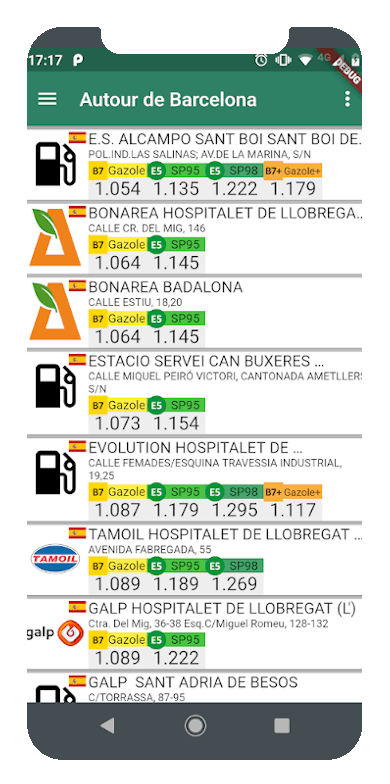 17:17
4G
DEBUG
Autour de Barcelona
E.S. ALCAMPO SANT BOI SANT BOI DE.
POL.IND.LAS SALINAS; AV.DE LA MARINA, S/N
B7 Gazole E5 SP95 E5 SP98 B7+ Gazole+
1.054 1.135 1.222 1.179
BONAREA HOSPITALET DE LLOBREGA...
CALLE CR. DEL MIG, 146
B7 Gazole E5 SP95
1.064 1.145
BONAREA BADALONA
CALLE ESTIU, 18,20
B7 Gazole E5 SP95
1.064 1.145
ESTACIO SERVEI CAN BUXERES ...
CALLE MIQUEL PEIRÓ VICTORI, CANTONADA AMETLLERS
S/N
B7 Gazole E5 SP95
1.073 1.154
EVOLUTION HOSPITALET DE ...
CALLE FEMADES/ESQUINA TRAVESSIA INDUSTRIAL,
19,25
B7 Gazole E5 SP95 E5 SP98 B7+ Gazole+
1.087 1.179 1.295 1.117
TAMOIL
TAMOIL HOSPITALET DE LLOBREGAT ...
AVENIDA FABREGADA, 55
B7 Gazole E5 SP95 E5 SP98
1.089 1.189 1.269
galp
GALP HOSPITALET DE LLOBREGAT (L')
Ctra. Del Mig, 36-38 Esq.C/Miguel Romeu, 128-132
B7 Gazole E5 SP95
1.089 1.222
GALP SANT ADRIA DE BESOS
C/TORRASSA, 87-95